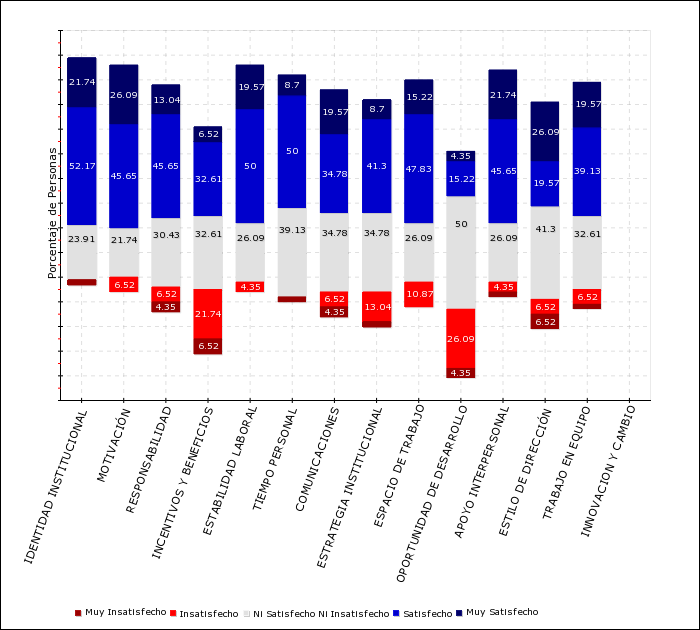 Porcentaje de Personas
21.74 52.17 23.91
26.09 45.65 21.74 6.52
13.04 45.65 30.43 6.52 4.35
6.52 32.61 32.61 21.74 6.52
19.57 50 26.09 4.35
8.7 50 39.13
19.57 34.78 34.78 6.52 4.35
8.7 41.3 34.78 13.04
15.22 47.83 26.09 10.87
4.35 15.22 50 26.09 4.35
21.74 45.65 26.09 4.35
26.09 19.57 41.3 6.52 6.52
19.57 39.13 32.61 6.52
IDENTIDAD INSTITUCIONAL
MOTIVACIÓN
RESPONSABILIDAD
INCENTIVOS Y BENEFICIOS
ESTABILIDAD LABORAL
TIEMPO PERSONAL
COMUNICACIONES
ESTRATEGIA INSTITUCIONAL
ESPACIO DE TRABAJO
OPORTUNIDAD DE DESARROLLO
APOYO INTERPERSONAL
ESTILO DE DIRECCIÓN
TRABAJO EN EQUIPO
INNOVACION Y CAMBIO
Muy Insatisfecho Insatisfecho Ni Satisfecho Ni Insatisfecho Satisfecho Muy Satisfecho